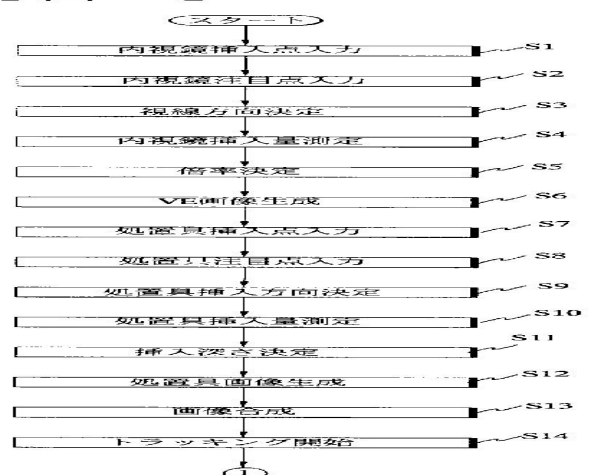 スタート
内視鏡挿入点入力 S1
内視鏡注目点入力 S2
視線方向決定 S3
内視鏡挿入量測定 S4
倍率決定 S5
VE画像生成 S6
処置具挿入点入力 S7
処置具注目点入力 S8
処置具挿入方向決定 S9
処置具挿入量測定 S10
挿入深さ決定 S11
処置具画像生成 S12
画像合成 S13
トラッキング開始 S14
1